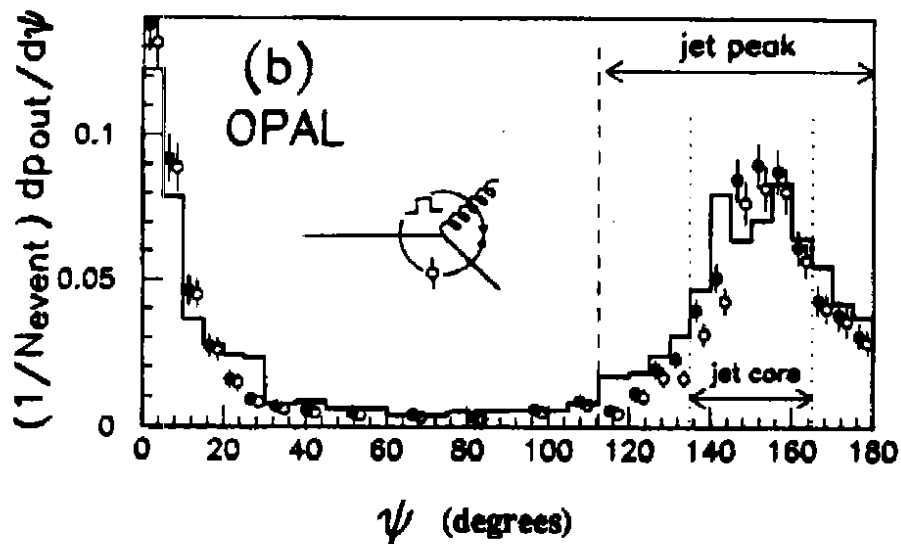 (1/Nevent) dpout/dψ
(b)
OPAL
jet peak
jet core
0.1
0.05
0
0 20 40 60 80 100 120 140 160 180
ψ (degrees)